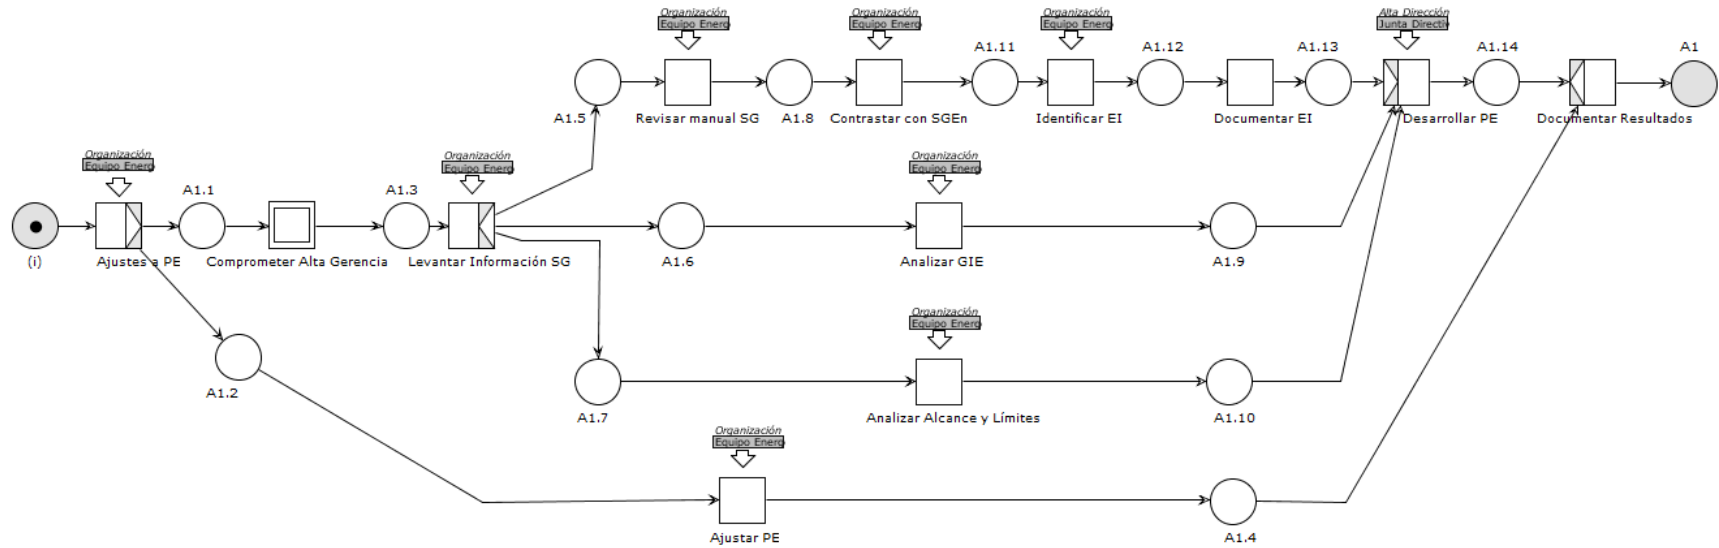 Organización
Equipo Energ
Organización
Equipo Energ
Organización
Equipo Energ
Alta Dirección
Junta Directiv
A1.11
A1.12
A1.13
A1.14
A1
A1.5
Revisar manual SG
A1.8
Contrastar con SGEn
Identificar EI
Documentar EI
Desarrollar PE
Documentar Resultados
Organización
Equipo Energ
Organización
Equipo Energ
Organización
Equipo Energ
A1.1
A1.3
(i)
Ajustes a PE
Comprometer Alta Gerencia
Levantar Información SG
A1.6
Analizar GIE
A1.9
Organización
Equipo Energ
A1.2
A1.7
Analizar Alcance y Límites
A1.10
Organización
Equipo Energ
Ajustar PE
A1.4